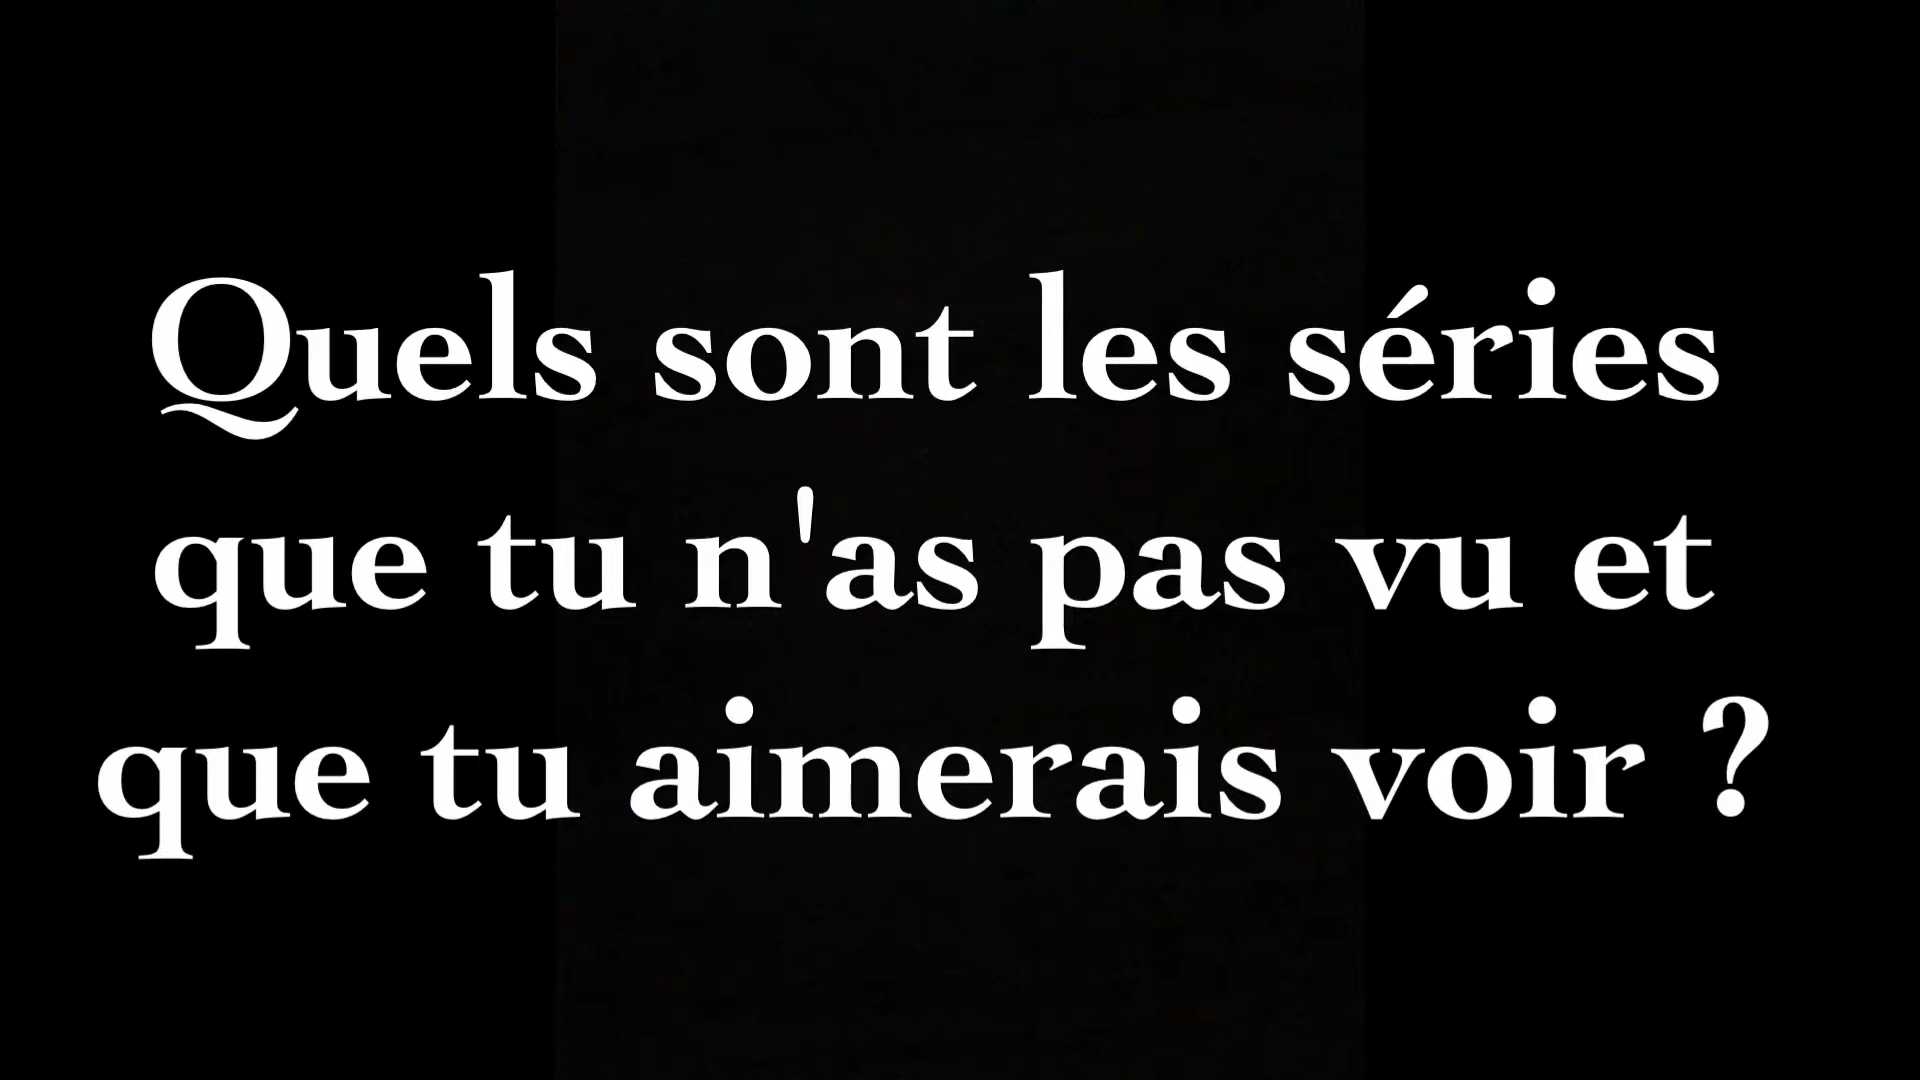 Quels sont les séries
que tu n'as pas vu et
que tu aimerais voir ?